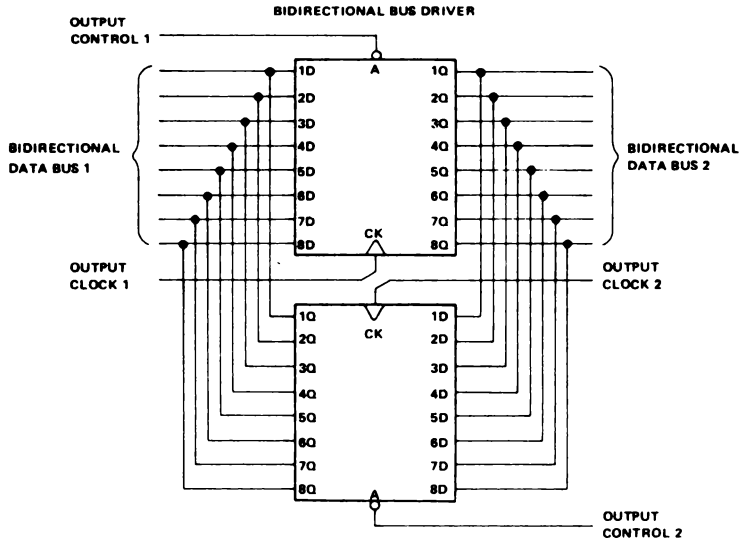 BIDIRECTIONAL BUS DRIVER
OUTPUT
CONTROL 1
A
1D 1Q
2D 2Q
3D 3Q
4D 4Q
5D 5Q
6D 6Q
7D 7Q
8D 8Q
BIDIRECTIONAL
DATA BUS 1
BIDIRECTIONAL
DATA BUS 2
CK
OUTPUT
CLOCK 1
OUTPUT
CLOCK 2
CK
1Q 1D
2Q 2D
3Q 3D
4Q 4D
5Q 5D
6Q 6D
7Q 7D
8Q 8D
A
OUTPUT
CONTROL 2